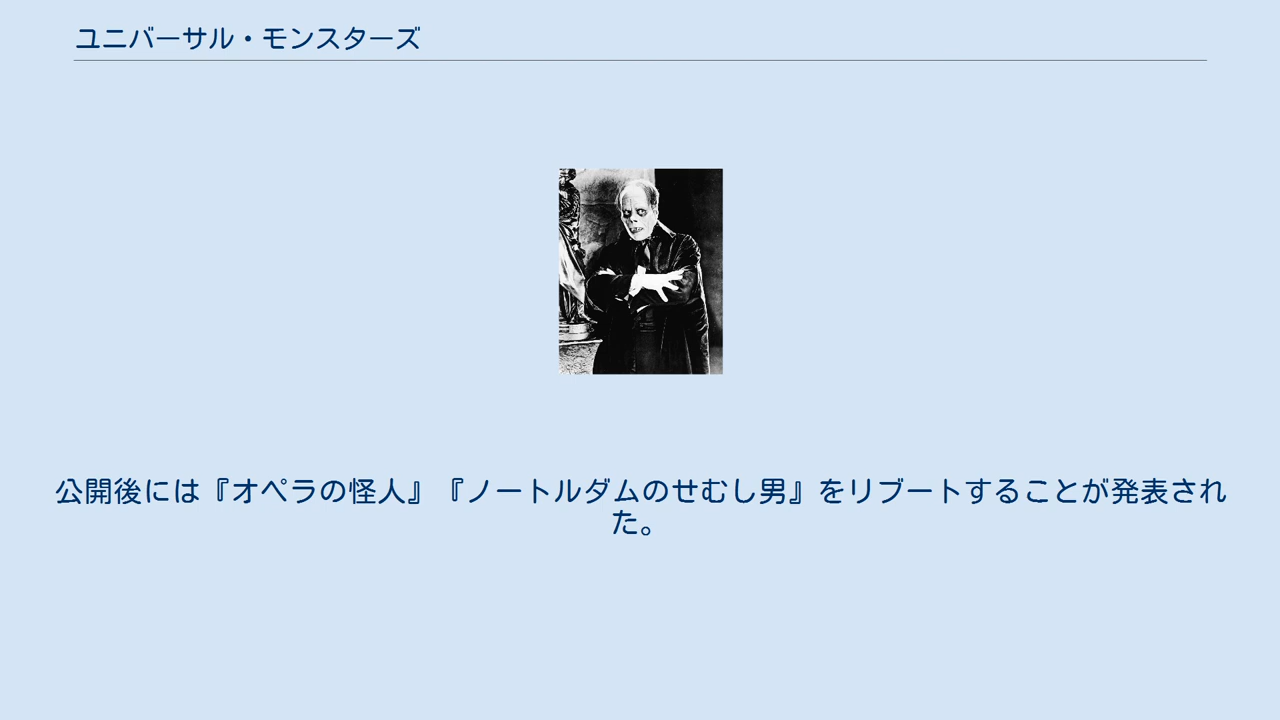 ユニバーサル・モンスターズ
公開後には『オペラの怪人』『ノートルダムのせむし男』をリブートすることが発表され
た。